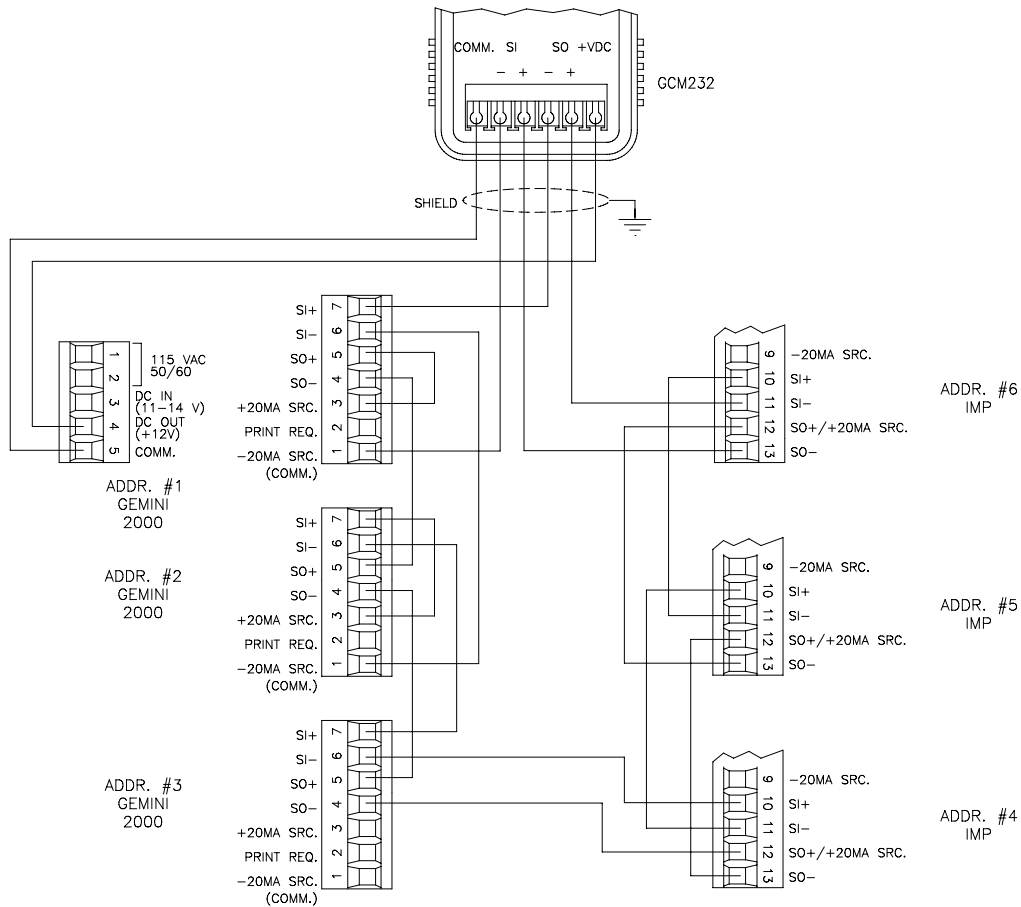 COMM. SI SO +VDC
- + - +
GCM232
SHIELD
1
2
3
4
5
115 VAC
50/60
DC IN
(11-14 V)
DC OUT
(+12V)
COMM.
ADDR. #1
GEMINI
2000
SI+ 7
SI- 6
SO+ 5
SO- 4
+20MA SRC. 3
PRINT REQ. 2
-20MA SRC. 1
(COMM.)
9 -20MA SRC.
10 SI+
11 SI-
12 SO+/+20MA SRC.
13 SO-
ADDR. #6
IMP
ADDR. #2
GEMINI
2000
SI+ 7
SI- 6
SO+ 5
SO- 4
+20MA SRC. 3
PRINT REQ. 2
-20MA SRC. 1
(COMM.)
9 -20MA SRC.
10 SI+
11 SI-
12 SO+/+20MA SRC.
13 SO-
ADDR. #5
IMP
ADDR. #3
GEMINI
2000
SI+ 7
SI- 6
SO+ 5
SO- 4
+20MA SRC. 3
PRINT REQ. 2
-20MA SRC. 1
(COMM.)
9 -20MA SRC.
10 SI+
11 SI-
12 SO+/+20MA SRC.
13 SO-
ADDR. #4
IMP